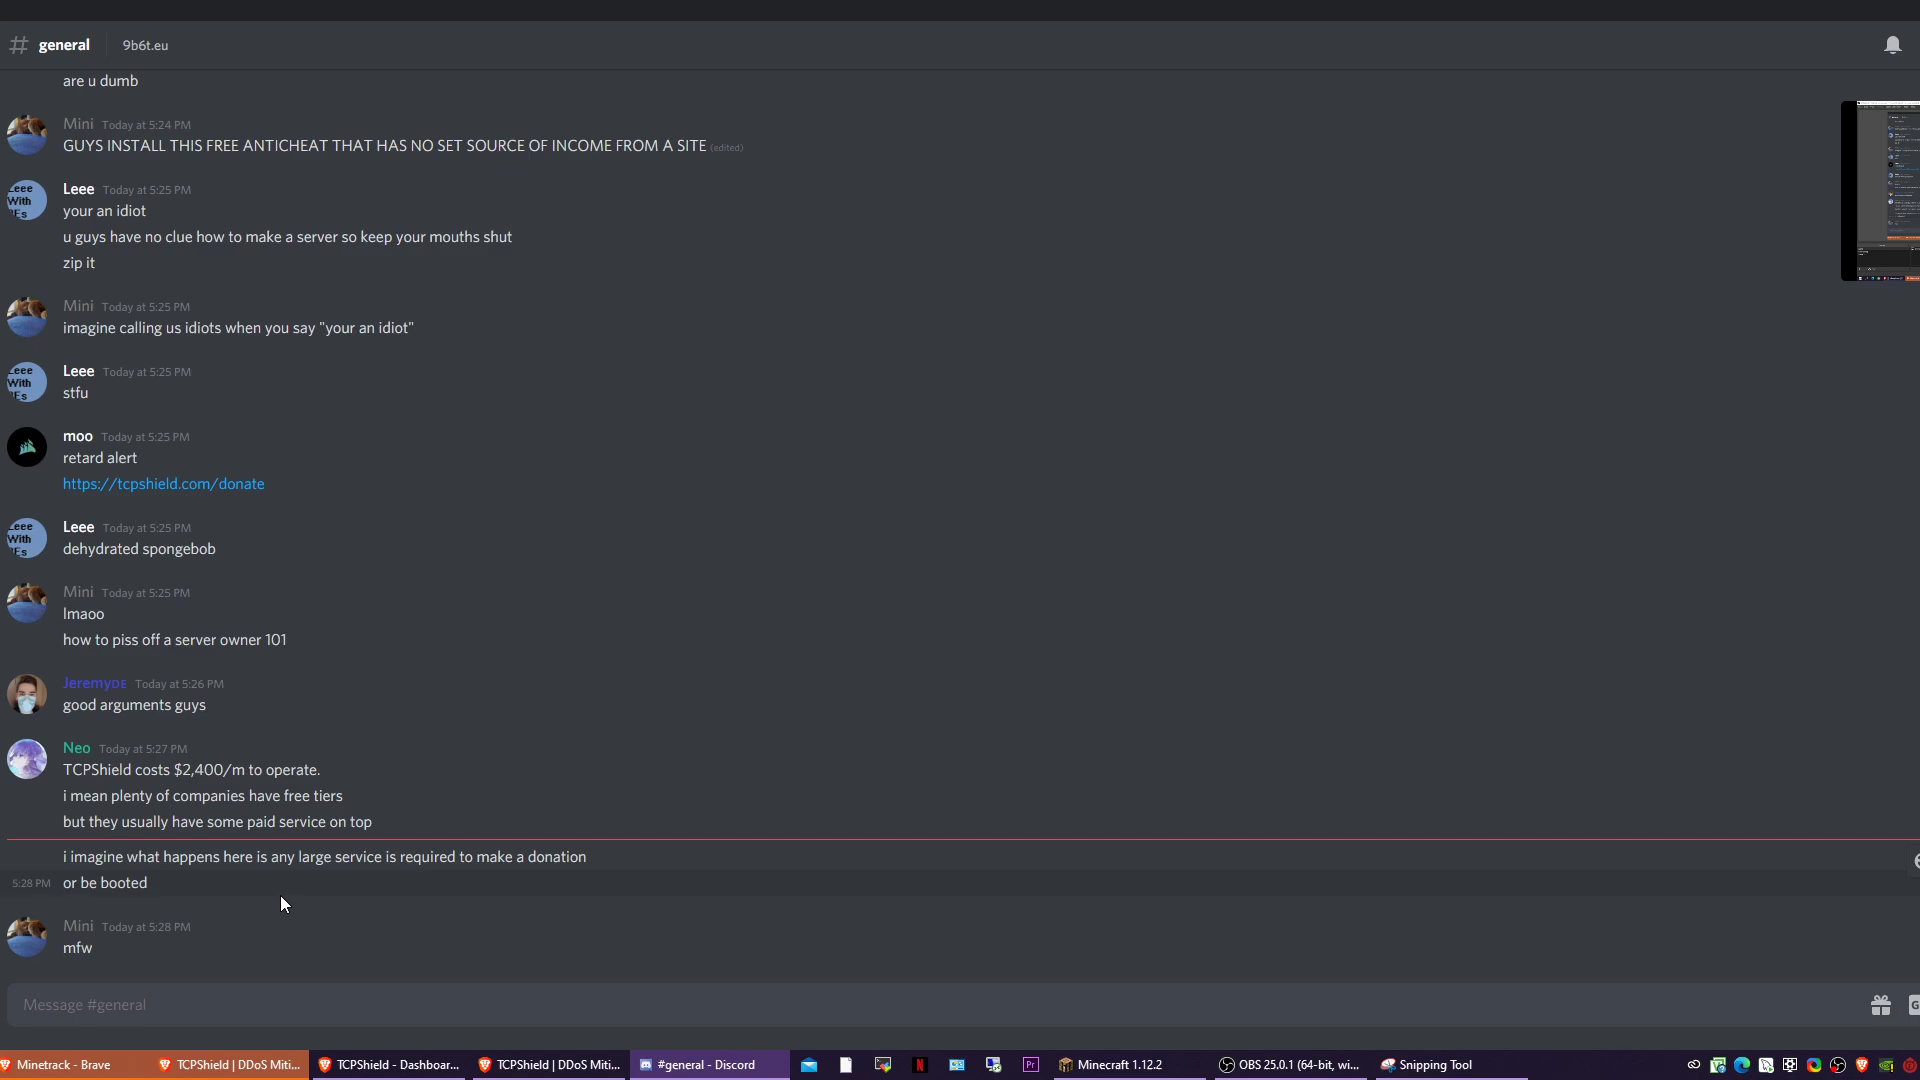 general 9b6t.eu
are u dumb
Mini Today at 5:24 PM
GUYS INSTALL THIS FREE ANTICHEAT THAT HAS NO SET SOURCE OF INCOME FROM A SITE (edited)
Leee Today at 5:25 PM
your an idiot
u guys have no clue how to make a server so keep your mouths shut
zip it
Mini Today at 5:25 PM
imagine calling us idiots when you say "your an idiot"
Leee Today at 5:25 PM
stfu
moo Today at 5:25 PM
retard alert
https://tcpshield.com/donate
Leee Today at 5:25 PM
dehydrated spongebob
Mini Today at 5:25 PM
lmaoo
how to piss off a server owner 101
JeremyDE Today at 5:26 PM
good arguments guys
Neo Today at 5:27 PM
TCPShield costs $2,400/m to operate.
i mean plenty of companies have free tiers
but they usually have some paid service on top
i imagine what happens here is any large service is required to make a donation
5:28 PM or be booted
Mini Today at 5:28 PM
mfw
Message #general
Minetrack - Brave TCPShield | DDoS Miti... TCPShield - Dashboar... TCPShield | DDoS Miti... #general - Discord Pr Minecraft 1.12.2 OBS 25.0.1 (64-bit, wi... Snipping Tool